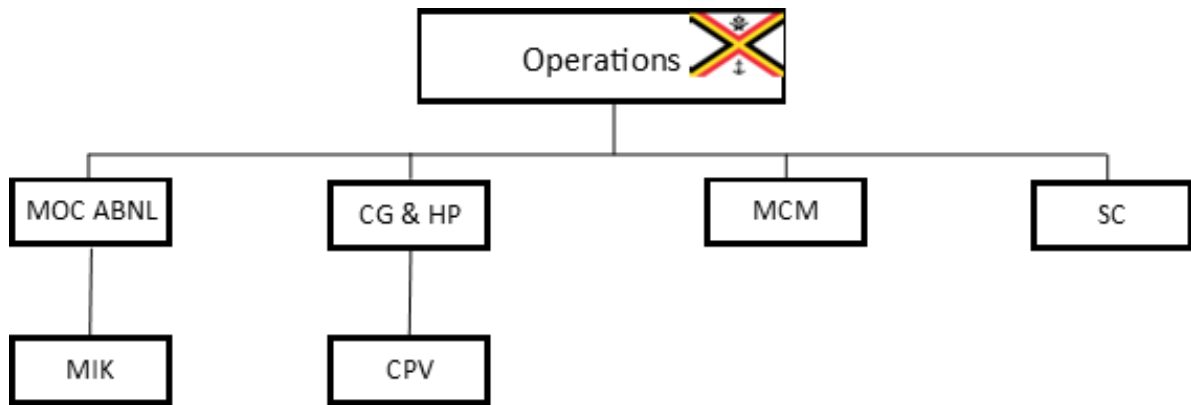 Operations
MOC ABNL
CG & HP
MCM
SC
MIK
CPV